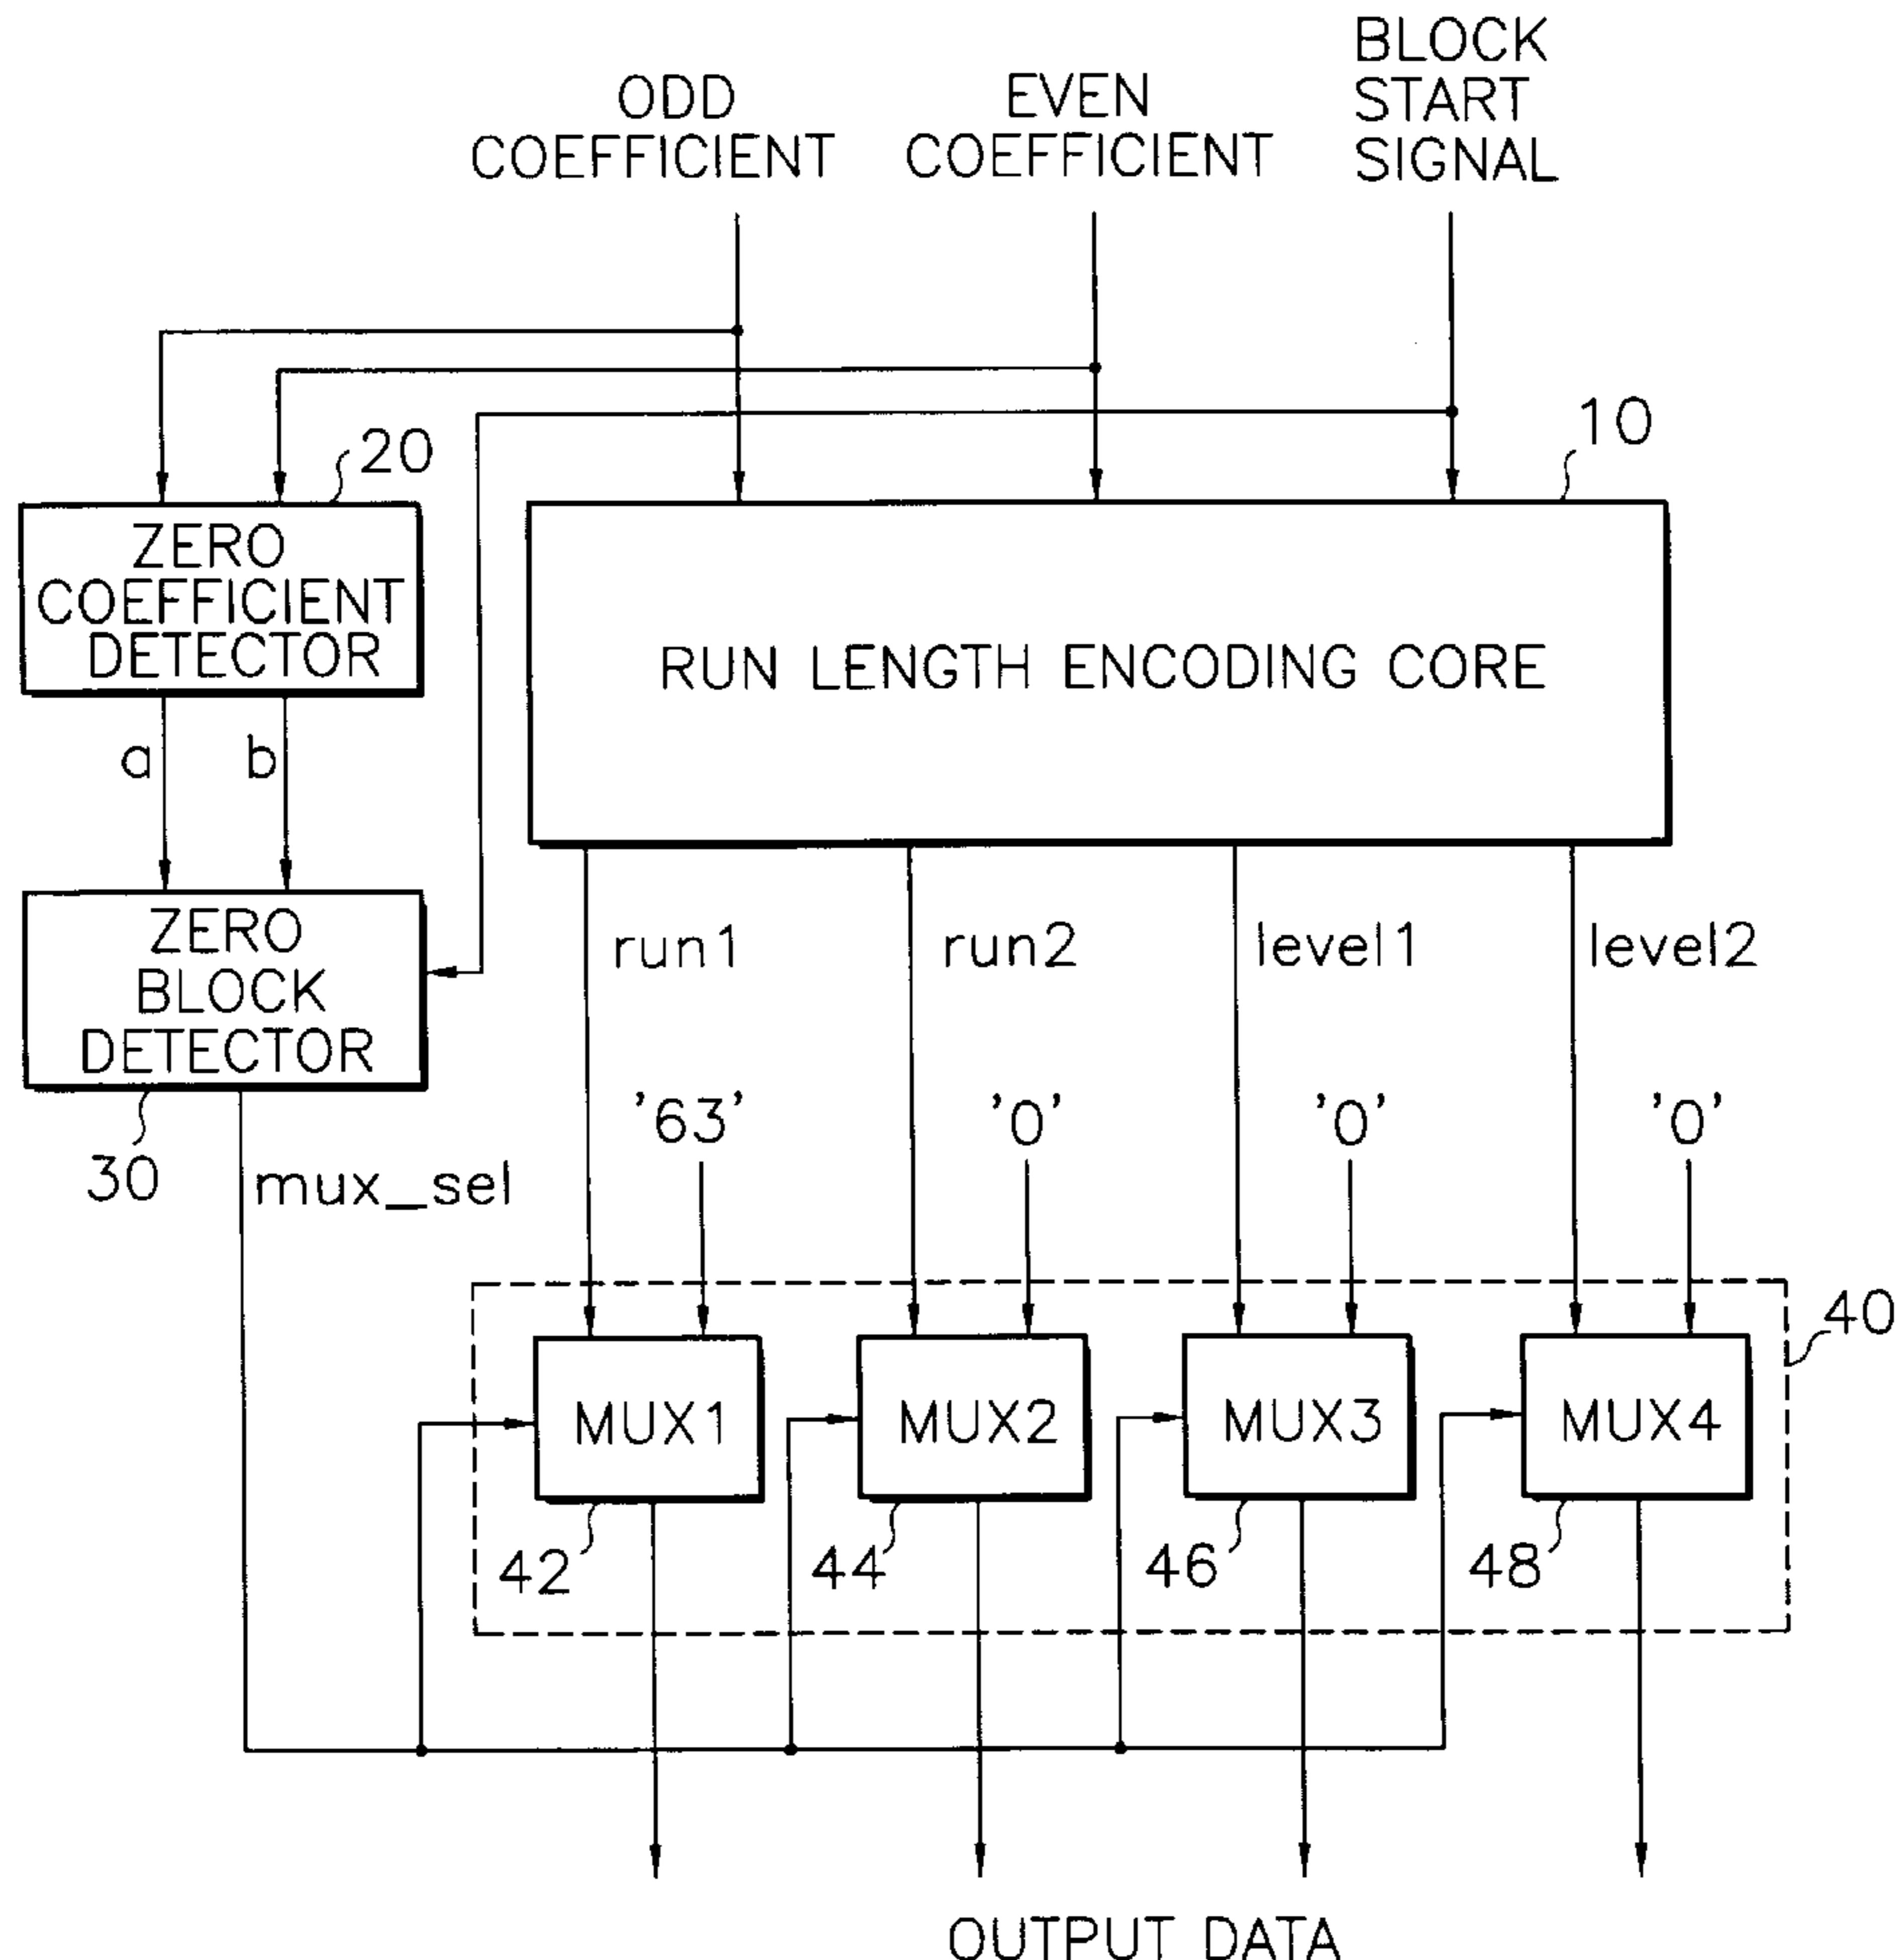 ODD
COEFFICIENT
EVEN
COEFFICIENT
BLOCK
START
SIGNAL
10
20
ZERO
COEFFICIENT
DETECTOR
RUN LENGTH ENCODING CORE
a
b
ZERO
BLOCK
DETECTOR
30
run1
run2
level1
level2
'63'
'0'
'0'
'0'
mux_sel
40
MUX1
MUX2
MUX3
MUX4
42
44
46
48
OUTPUT DATA